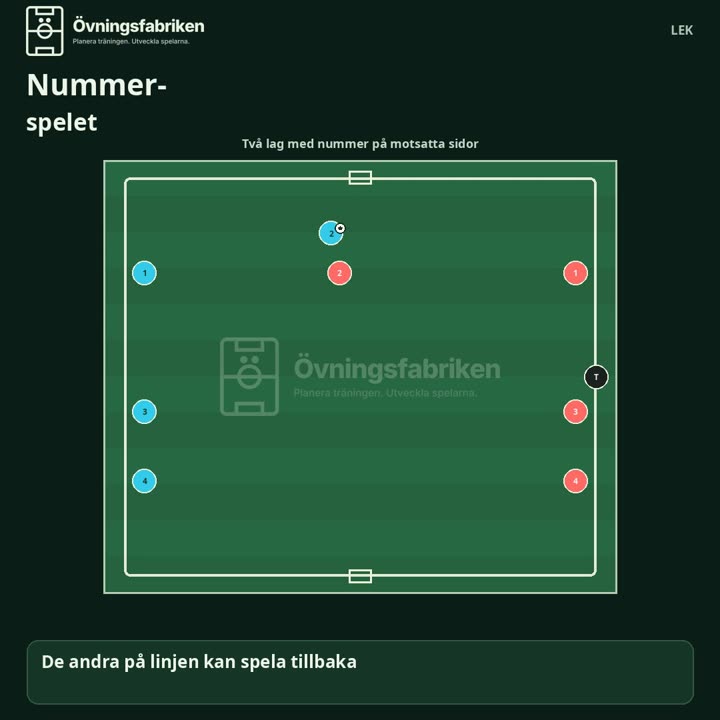 Övningsfabriken
Planera träningen. Utveckla spelarna.
LEK
Nummer-
spelet
Två lag med nummer på motsatta sidor
2
1
2
1
Övningsfabriken
Planera träningen. Utveckla spelarna.
T
3
3
4
4
De andra på linjen kan spela tillbaka